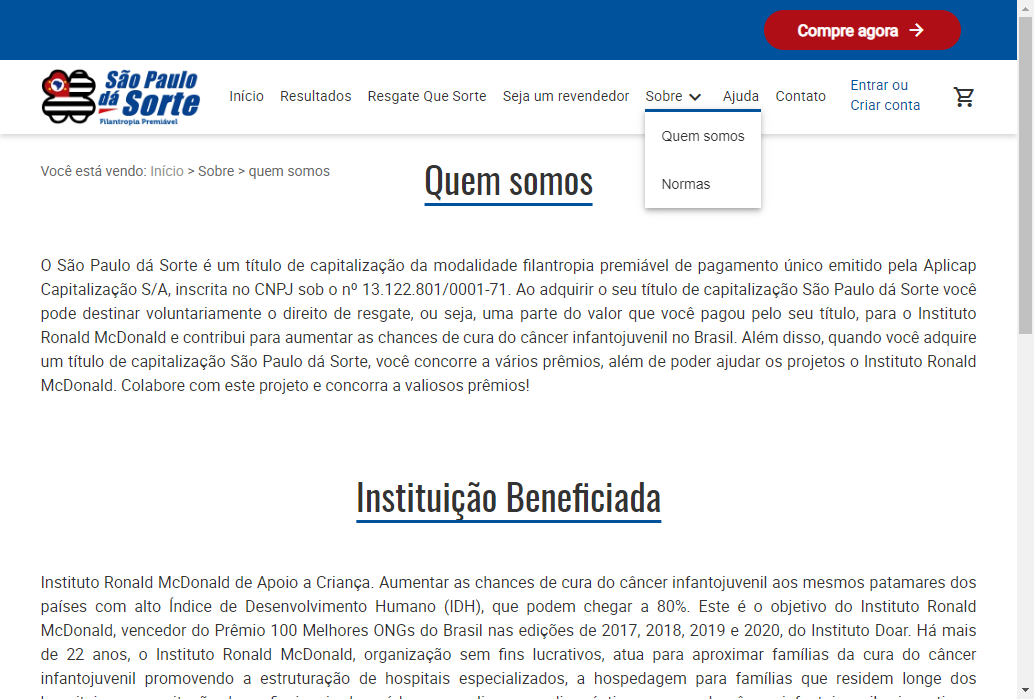 Compre agora
São Paulo
dá Sorte
Filantropia Premiável
Início Resultados Resgate Que Sorte Seja um revendedor Sobre Ajuda Contato
Entrar ou
Criar conta
Quem somos
Normas
Você está vendo: Início > Sobre > quem somos
Quem somos
O São Paulo dá Sorte é um título de capitalização da modalidade filantropia premiável de pagamento único emitido pela Aplicap
Capitalização S/A, inscrita no CNPJ sob o nº 13.122.801/0001-71. Ao adquirir o seu título de capitalização São Paulo dá Sorte você
pode destinar voluntariamente o direito de resgate, ou seja, uma parte do valor que você pagou pelo seu título, para o Instituto
Ronald McDonald e contribui para aumentar as chances de cura do câncer infantojuvenil no Brasil. Além disso, quando você adquire
um título de capitalização São Paulo dá Sorte, você concorre a vários prêmios, além de poder ajudar os projetos o Instituto Ronald
McDonald. Colabore com este projeto e concorra a valiosos prêmios!
Instituição Beneficiada
Instituto Ronald McDonald de Apoio a Criança. Aumentar as chances de cura do câncer infantojuvenil aos mesmos patamares dos
países com alto Índice de Desenvolvimento Humano (IDH), que podem chegar a 80%. Este é o objetivo do Instituto Ronald
McDonald, vencedor do Prêmio 100 Melhores ONGs do Brasil nas edições de 2017, 2018, 2019 e 2020, do Instituto Doar. Há mais
de 22 anos, o Instituto Ronald McDonald, organização sem fins lucrativos, atua para aproximar famílias da cura do câncer
infantojuvenil promovendo a estruturação de hospitais especializados, a hospedagem para famílias que residem longe dos